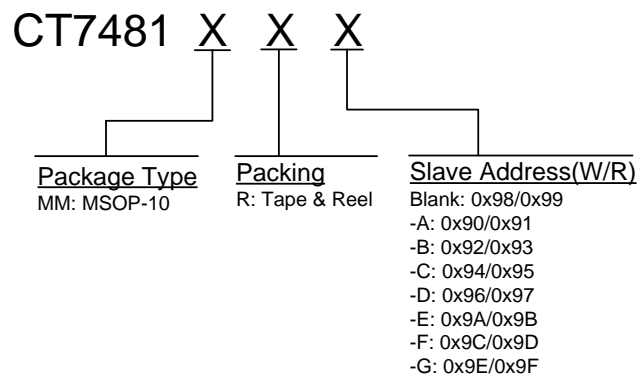 CT7481 X X X
Package Type
MM: MSOP-10
Packing
R: Tape & Reel
Slave Address(W/R)
Blank: 0x98/0x99
-A: 0x90/0x91
-B: 0x92/0x93
-C: 0x94/0x95
-D: 0x96/0x97
-E: 0x9A/0x9B
-F: 0x9C/0x9D
-G: 0x9E/0x9F